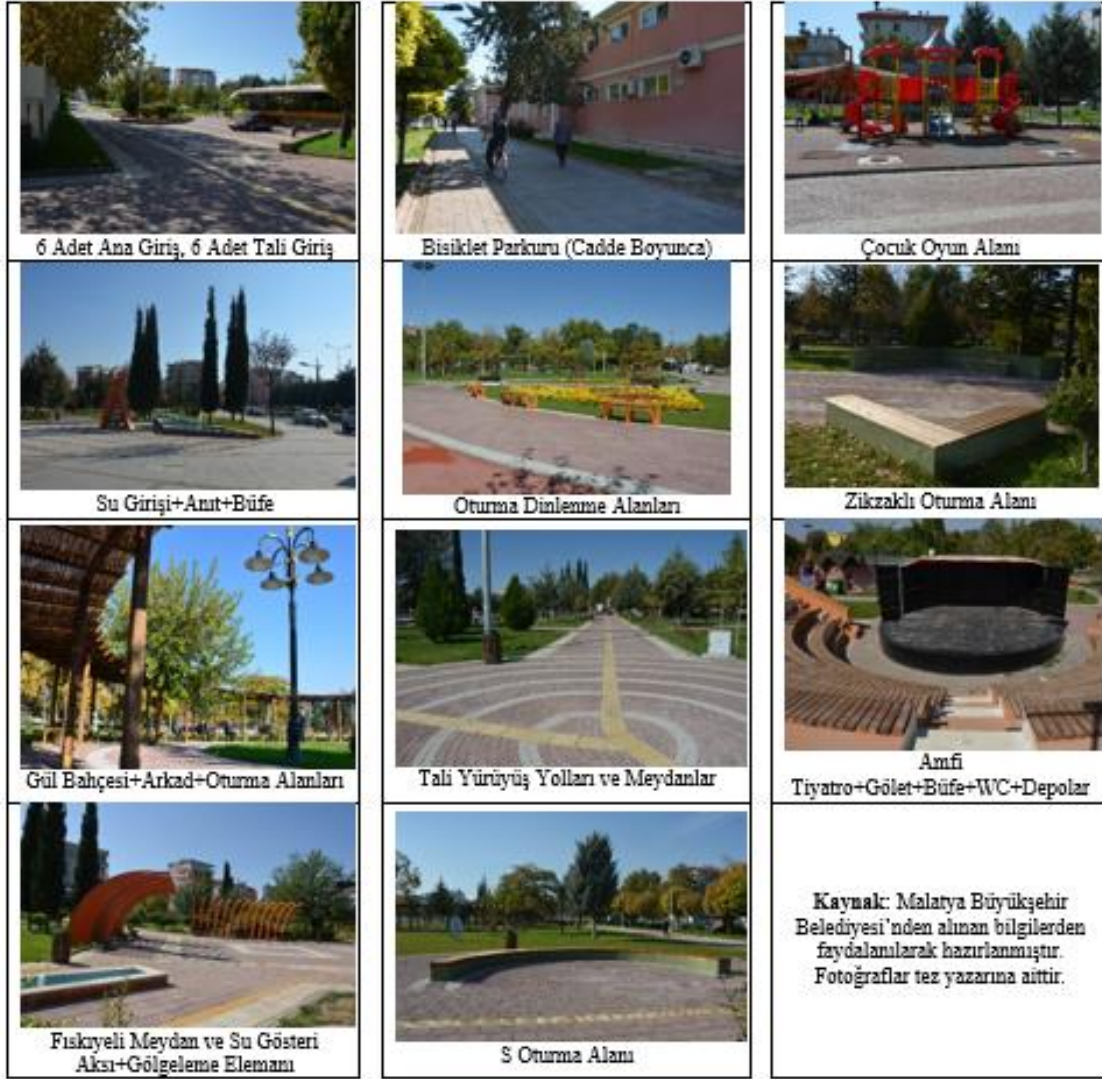 6 Adet Ana Giriş, 6 Adet Tali Giriş
Bisiklet Parkuru (Cadde Boyunca)
Çocuk Oyun Alanı
Su Girişi+Anıt+Büfe
Oturma Dinlenme Alanları
Zikzaklı Oturma Alanı
Gül Bahçesi+Arkad+Oturma Alanları
Tali Yürüyüş Yolları ve Meydanlar
Amfi
Tiyatro+Gölet+Büfe+WC+Depolar
Fıskıyeli Meydan ve Su Gösteri
Aksı+Gölgeleme Elemanı
S Oturma Alanı
Kaynak: Malatya Büyükşehir
Belediyesi’nden alınan bilgilerden
faydalanılarak hazırlanmıştır.
Fotoğraflar tez yazarına aittir.